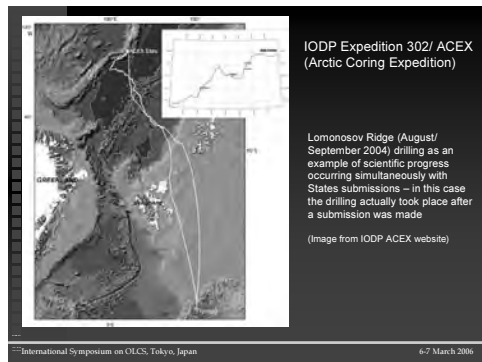 IODP Expedition 302/ ACEX
(Arctic Coring Expedition)
Lomonosov Ridge (August/
September 2004) drilling as an
example of scientific progress
occurring simultaneously with
States submissions – in this case
the drilling actually took place after
a submission was made
(Image from IODP ACEX website)
International Symposium on OLCS, Tokyo, Japan
6-7 March 2006